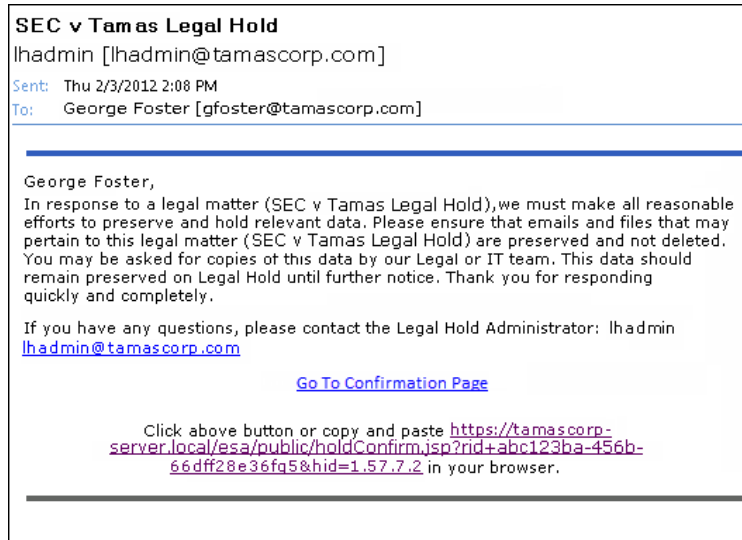 SEC v Tamas Legal Hold
lhadmin [lhadmin@tamascorp.com]
Sent: Thu 2/3/2012 2:08 PM
To: George Foster [gfoster@tamascorp.com]
George Foster,
In response to a legal matter (SEC v Tamas Legal Hold),we must make all reasonable
efforts to preserve and hold relevant data. Please ensure that emails and files that may
pertain to this legal matter (SEC v Tamas Legal Hold) are preserved and not deleted.
You may be asked for copies of this data by our Legal or IT team. This data should
remain preserved on Legal Hold until further notice. Thank you for responding
quickly and completely.
If you have any questions, please contact the Legal Hold Administrator: lhadmin
lhadmin@tamascorp.com
Go To Confirmation Page
Click above button or copy and paste https://tamascorp-
server.local/esa/public/holdConfirm.jsp?rid+abc123ba-456b-
66dff28e36fg5&hid=1.57.7.2 in your browser.